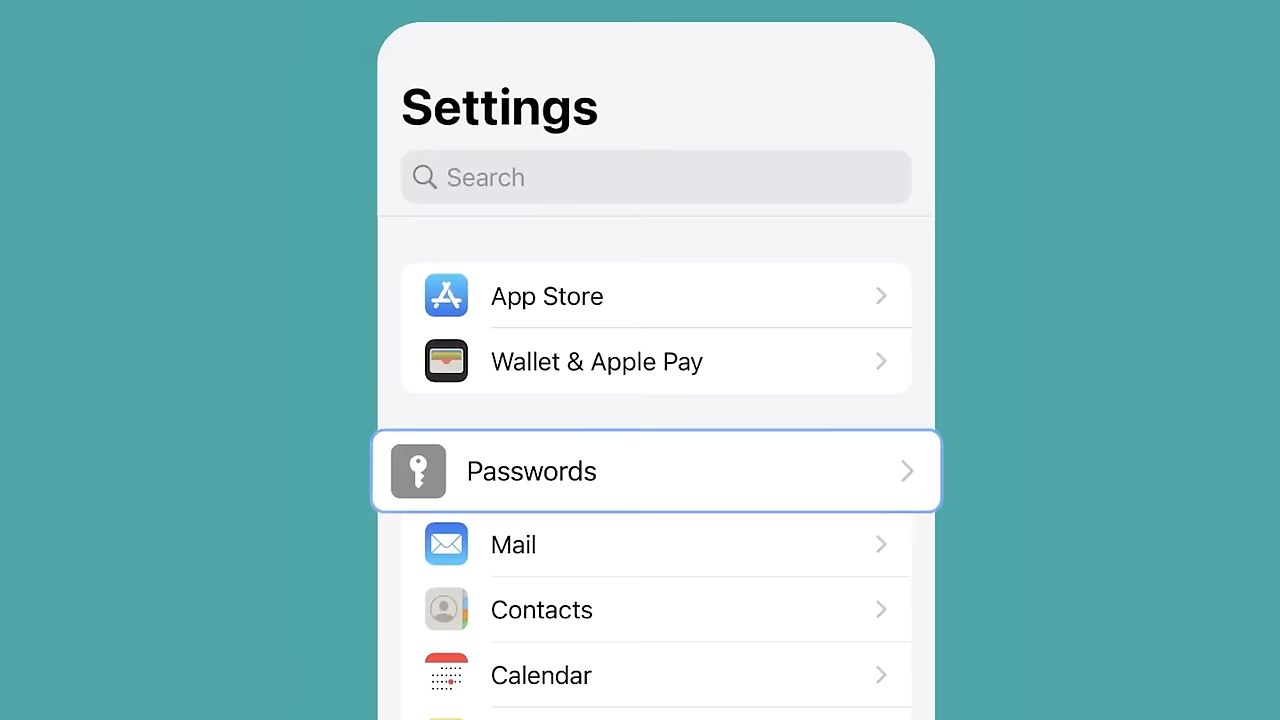 Settings
Search
App Store
Wallet & Apple Pay
Passwords
Mail
Contacts
Calendar